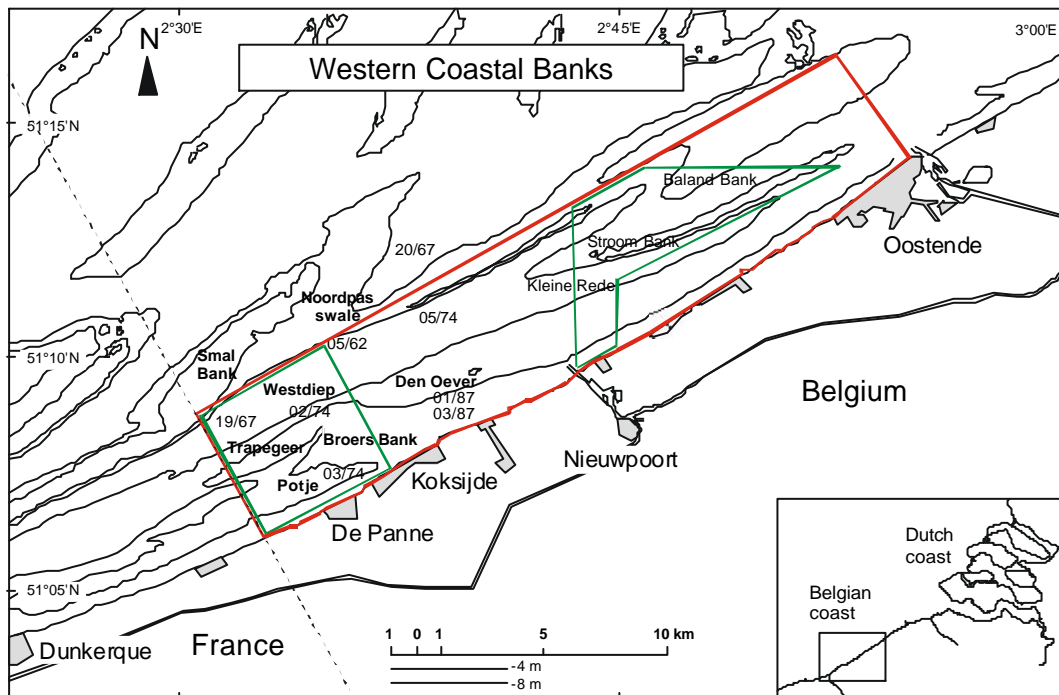 2°30'E
2°45'E
3°00'E
N
Western Coastal Banks
51°15'N
Baland Bank
Stroom Bank
Oostende
20/67
Kleine Rede
Noordpas
swale
05/74
05/62
51°10'N
Smal
Bank
Westdiep
Den Oever
01/87
03/87
Belgium
19/67
02/74
Trapegeer
Broers Bank
Nieuwpoort
03/74
Koksijde
Potje
De Panne
Dutch
coast
51°05'N
Belgian
coast
France
Dunkerque
1 0 1 5 10 km
-4 m
-8 m